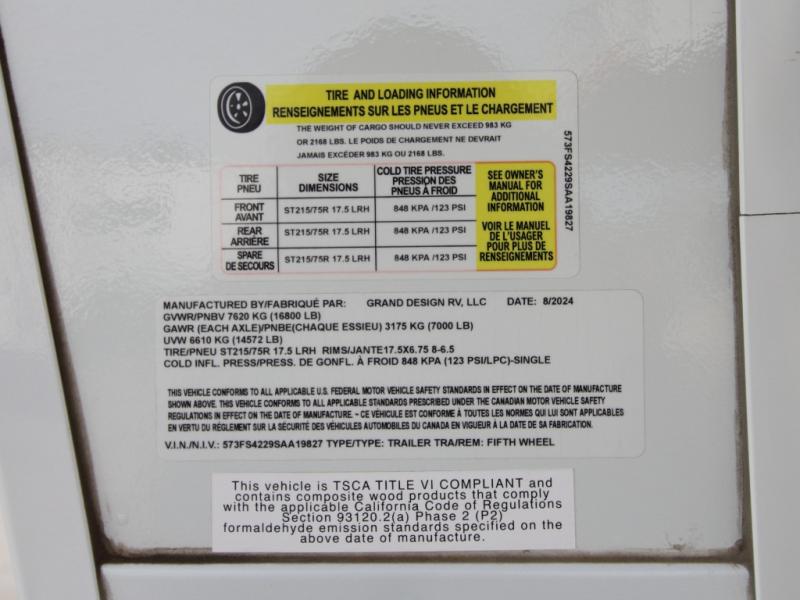 TIRE AND LOADING INFORMATION
RENSEIGNEMENTS SUR LES PNEUS ET LE CHARGEMENT
THE WEIGHT OF CARGO SHOULD NEVER EXCEED 983 KG
OR 2168 LBS. LE POIDS DE CHARGEMENT NE DEVRAIT
JAMAIS EXCÉDER 983 KG OU 2168 LBS.
TIRE
PNEU
SIZE
DIMENSIONS
COLD TIRE PRESSURE
PRESSION DES
PNEUS À FROID
FRONT
AVANT
ST215/75R 17.5 LRH
848 KPA /123 PSI
REAR
ARRIÈRE
ST215/75R 17.5 LRH
848 KPA /123 PSI
SPARE
DE SECOURS
ST215/75R 17.5 LRH
848 KPA /123 PSI
SEE OWNER'S
MANUAL FOR
ADDITIONAL
INFORMATION
VOIR LE MANUEL
DE L'USAGER
POUR PLUS DE
RENSEIGNEMENTS
573FS4229SAA19827
MANUFACTURED BY/FABRIQUÉ PAR: GRAND DESIGN RV, LLC DATE: 8/2024
GVWR/PNBV 7620 KG (16800 LB)
GAWR (EACH AXLE)/PNBE(CHAQUE ESSIEU) 3175 KG (7000 LB)
UVW 6610 KG (14572 LB)
TIRE/PNEU ST215/75R 17.5 LRH RIMS/JANTE17.5X6.75 8-6.5
COLD INFL. PRESS/PRESS. DE GONFL. À FROID 848 KPA (123 PSI/LPC)-SINGLE
THIS VEHICLE CONFORMS TO ALL APPLICABLE U.S. FEDERAL MOTOR VEHICLE SAFETY STANDARDS IN EFFECT ON THE DATE OF MANUFACTURE
SHOWN ABOVE. THIS VEHICLE CONFORMS TO ALL APPLICABLE STANDARDS PRESCRIBED UNDER THE CANADIAN MOTOR VEHICLE SAFETY
REGULATIONS IN EFFECT ON THE DATE OF MANUFACTURE. - CE VÉHICULE EST CONFORME À TOUTES LES NORMES QUI LUI SONT APPLICABLES
EN VERTU DU RÈGLEMENT SUR LA SÉCURITÉ DES VÉHICULES AUTOMOBILES DU CANADA EN VIGUEUR À LA DATE DE SA FABRICATION.
V.I.N./N.I.V.: 573FS4229SAA19827 TYPE/TYPE: TRAILER TRA/REM: FIFTH WHEEL
This vehicle is TSCA TITLE VI COMPLIANT and
contains composite wood products that comply
with the applicable California Code of Regulations
Section 93120.2(a) Phase 2 (P2)
formaldehyde emission standards specified on the
above date of manufacture.